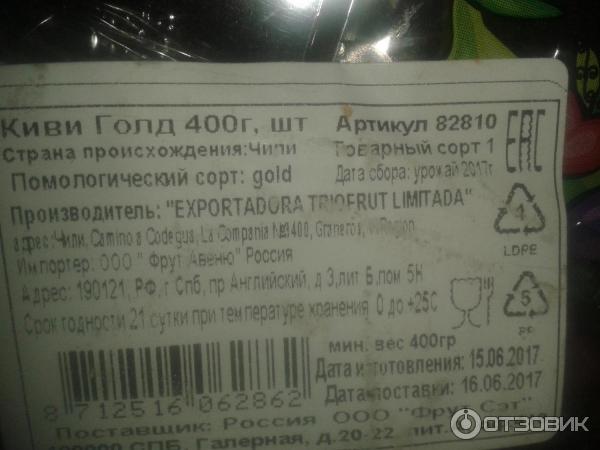 Киви Голд 400г, шт Артикул 82810
Страна происхождения:Чили Товарный сорт 1
Помологический сорт: gold Дата сбора: урожай 2017г
Производитель: "EXPORTADORA TRIOFRUT LIMITADA"
адрес:Чили, Camino a Codegua, La Compania №3400, Graneros, Region
Импортер: ООО " Фрут Авеню" Россия
Адрес: 190121, РФ, г Спб, пр Английский, д 3,лит Б,пом 5Н
Срок годности 21 сутки при температуре хранения 0 до +25С
EAC
4
LDPE
5
PP
мин. вес 400гр
Дата изготовления: 15.06.2017
Дата поставки: 16.06.2017
8 712516 062862
Поставщик: Россия ООО "Фрут Сэт"
СПБ, Галерная, д.20-22 лит.
ОТЗОВИК